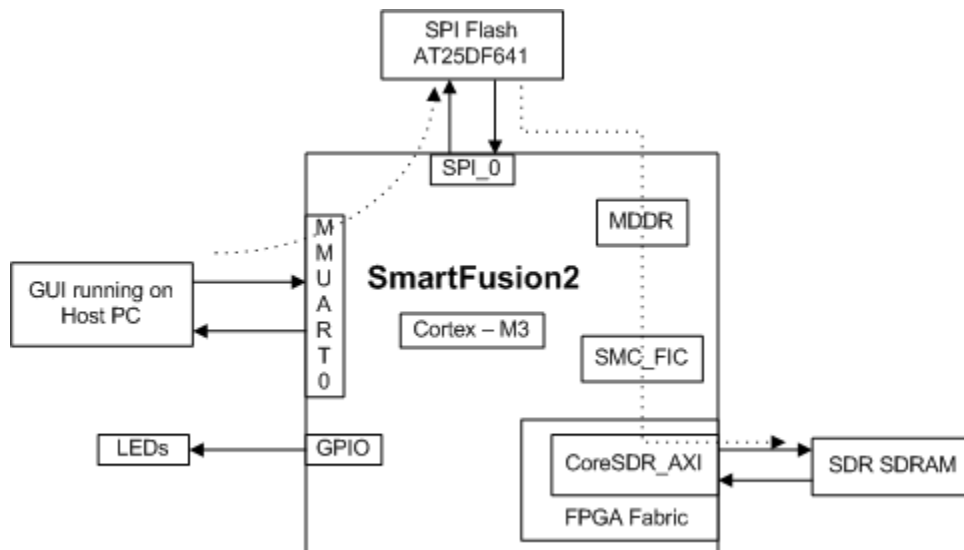 SPI Flash
AT25DF641
SPI_0
MDDR
MMUART0
SmartFusion2
GUI running on
Host PC
Cortex – M3
SMC_FIC
LEDs
GPIO
CoreSDR_AXI
SDR SDRAM
FPGA Fabric